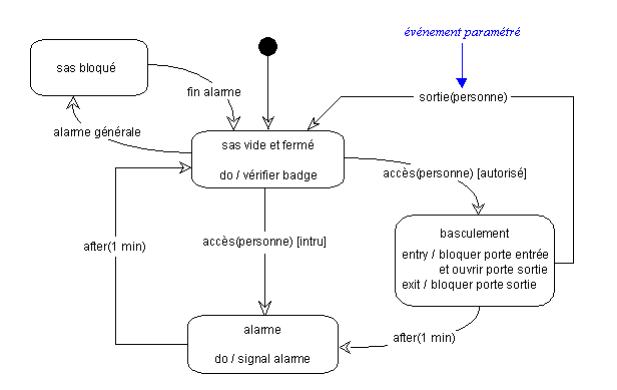 événement paramétré
sas bloqué
fin alarme
sortie(personne)
alarme générale
sas vide et fermé
do / vérifier badge
accès(personne) [autorisé]
after(1 min)
accès(personne) [intru]
basculement
entry / bloquer porte entrée
et ouvrir porte sortie
exit / bloquer porte sortie
alarme
do / signal alarme
after(1 min)